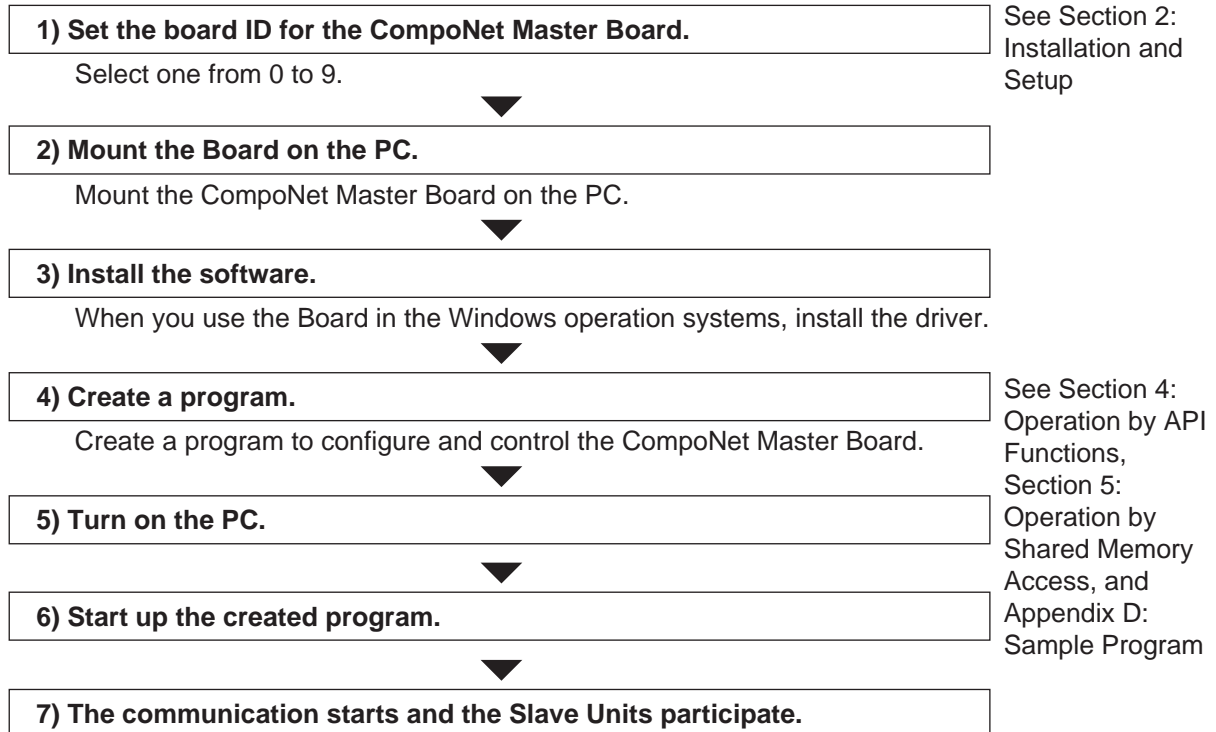 1) Set the board ID for the CompoNet Master Board.
Select one from 0 to 9.
See Section 2:
Installation and
Setup
2) Mount the Board on the PC.
Mount the CompoNet Master Board on the PC.
3) Install the software.
When you use the Board in the Windows operation systems, install the driver.
4) Create a program.
Create a program to configure and control the CompoNet Master Board.
See Section 4:
Operation by API
Functions,
Section 5:
Operation by
Shared Memory
Access, and
Appendix D:
Sample Program
5) Turn on the PC.
6) Start up the created program.
7) The communication starts and the Slave Units participate.